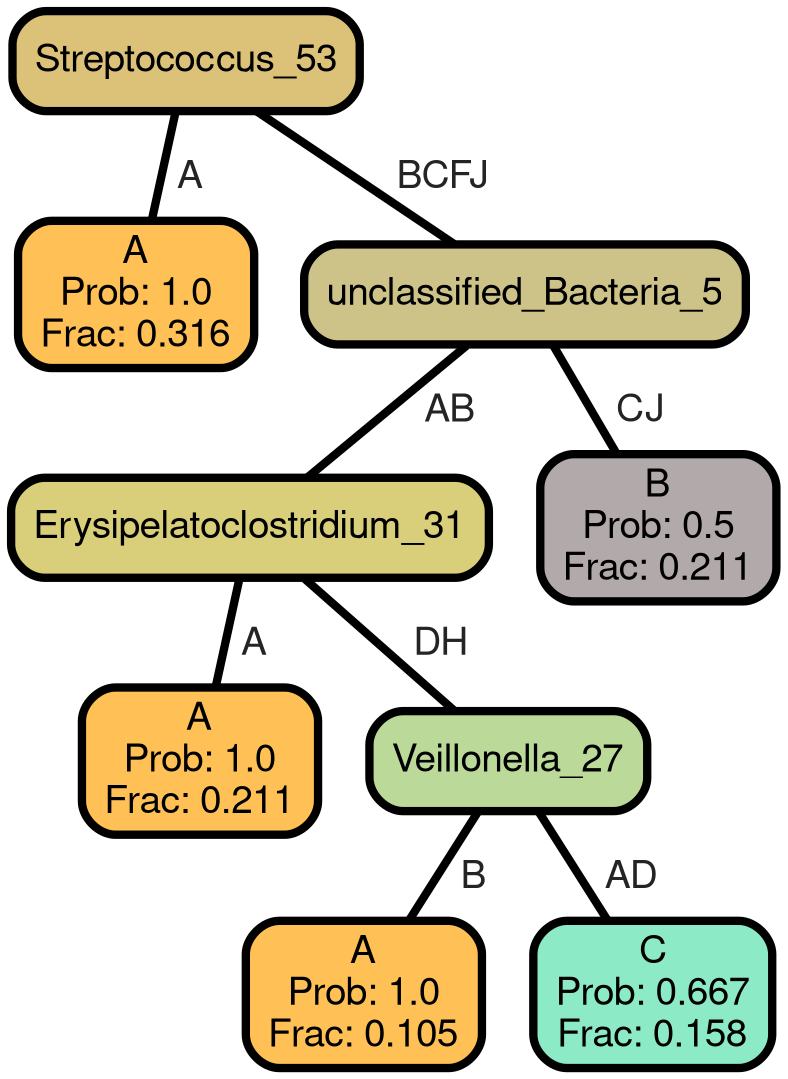 Streptococcus_53
A
BCFJ
A
Prob: 1.0
Frac: 0.316
unclassified_Bacteria_5
AB
CJ
Erysipelatoclostridium_31
B
Prob: 0.5
Frac: 0.211
A
DH
A
Prob: 1.0
Frac: 0.211
Veillonella_27
B
AD
A
Prob: 1.0
Frac: 0.105
C
Prob: 0.667
Frac: 0.158